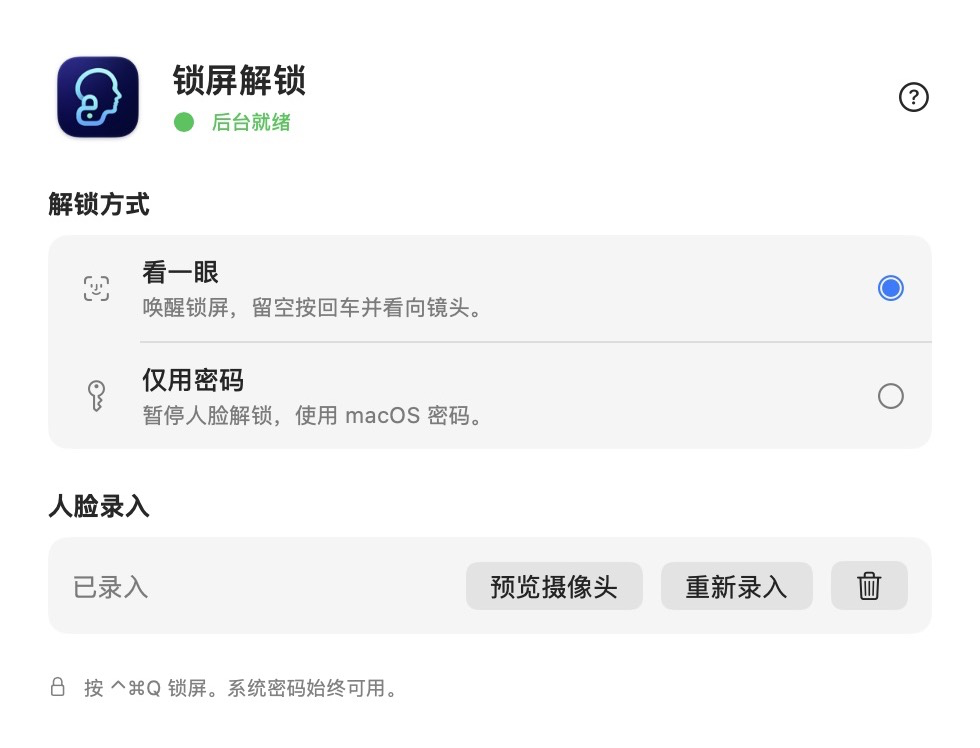 锁屏解锁
后台就绪
?
解锁方式
看一眼
唤醒锁屏，留空按回车并看向镜头。
仅用密码
暂停人脸解锁，使用 macOS 密码。
人脸录入
已录入 预览摄像头 重新录入
按 ^⌘Q 锁屏。系统密码始终可用。